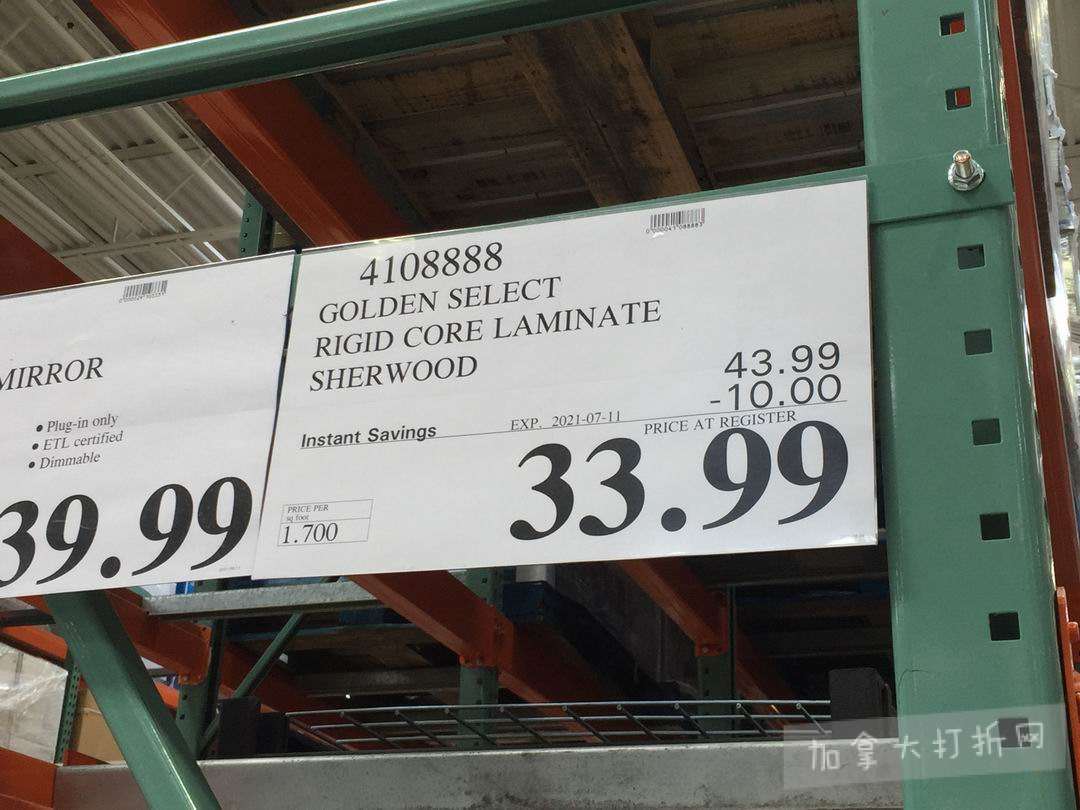 MIRROR
• Plug-in only
• ETL certified
• Dimmable
39.99
4108888
GOLDEN SELECT
RIGID CORE LAMINATE
SHERWOOD
43.99
-10.00
Instant Savings
EXP. 2021-07-11
PRICE AT REGISTER
33.99
PRICE PER
sq foot
1.700
加拿大打折网